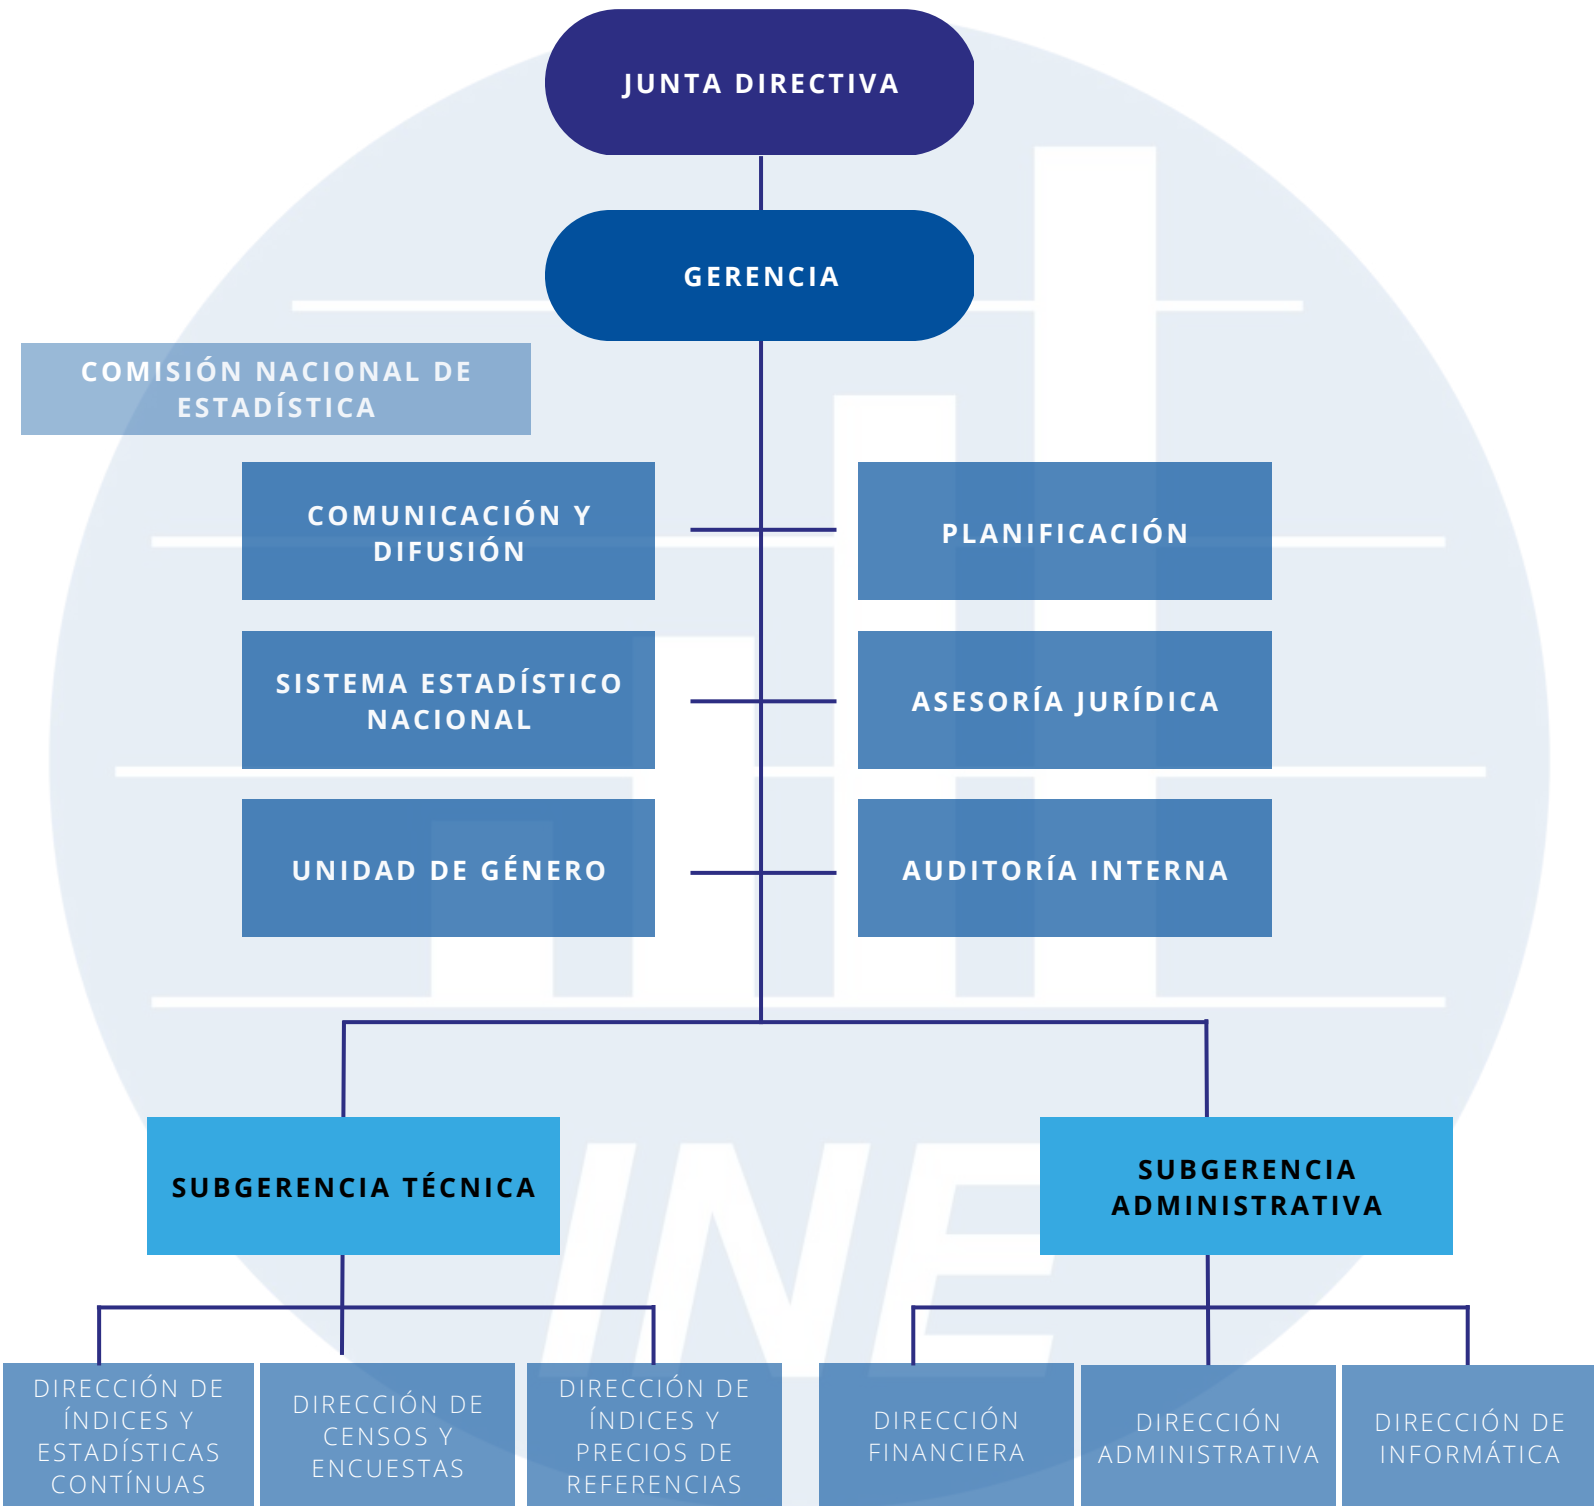 JUNTA DIRECTIVA
GERENCIA
COMISIÓN NACIONAL DE
ESTADÍSTICA
COMUNICACIÓN Y
DIFUSIÓN
PLANIFICACIÓN
SISTEMA ESTADÍSTICO
NACIONAL
ASESORÍA JURÍDICA
UNIDAD DE GÉNERO
AUDITORÍA INTERNA
SUBGERENCIA TÉCNICA
SUBGERENCIA
ADMINISTRATIVA
INE
DIRECCIÓN DE
ÍNDICES Y
ESTADÍSTICAS
CONTÍNUAS
DIRECCIÓN DE
CENSOS Y
ENCUESTAS
DIRECCIÓN DE
ÍNDICES Y
PRECIOS DE
REFERENCIAS
DIRECCIÓN
FINANCIERA
DIRECCIÓN
ADMINISTRATIVA
DIRECCIÓN DE
INFORMÁTICA